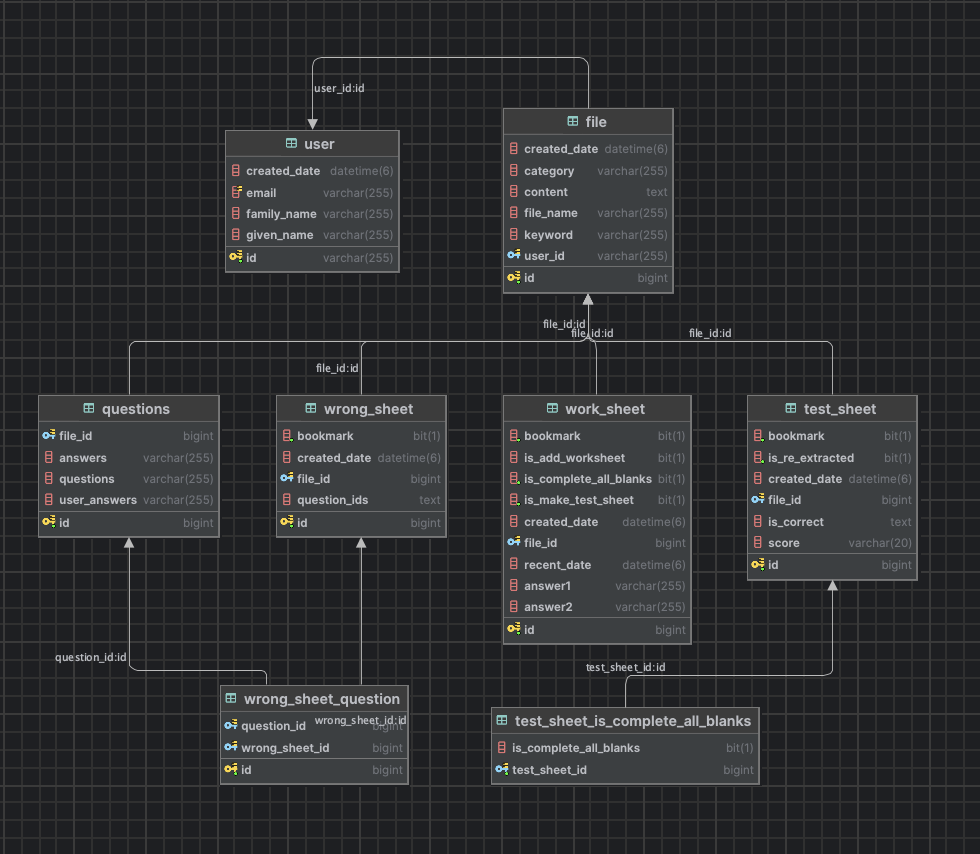 user_id:id
user
created_date datetime(6)
email varchar(255)
family_name varchar(255)
given_name varchar(255)
id varchar(255)
file
created_date datetime(6)
category varchar(255)
content text
file_name varchar(255)
keyword varchar(255)
user_id varchar(255)
id bigint
file_id:id
file_id:id
file_id:id
file_id:id
questions
file_id bigint
answers varchar(255)
questions varchar(255)
user_answers varchar(255)
id bigint
wrong_sheet
bookmark bit(1)
created_date datetime(6)
file_id bigint
question_ids text
id bigint
work_sheet
bookmark bit(1)
is_add_worksheet bit(1)
is_complete_all_blanks bit(1)
is_make_test_sheet bit(1)
created_date datetime(6)
file_id bigint
recent_date datetime(6)
answer1 varchar(255)
answer2 varchar(255)
id bigint
test_sheet
bookmark bit(1)
is_re_extracted bit(1)
created_date datetime(6)
file_id bigint
is_correct text
score varchar(20)
id bigint
question_id:id
test_sheet_id:id
wrong_sheet_question
wrong_sheet_id:id
question_id bigint
wrong_sheet_id bigint
id bigint
test_sheet_is_complete_all_blanks
is_complete_all_blanks bit(1)
test_sheet_id bigint